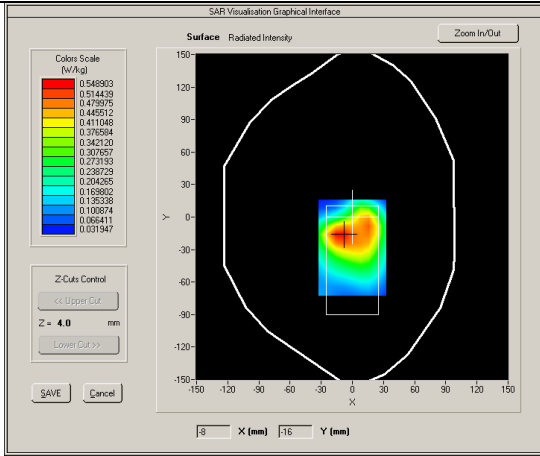 SAR Visualisation Graphical Interface
Surface Radiated Intensity
Zoom In/Out
Colors Scale
(W/kg)
0.548903
0.514439
0.479975
0.445512
0.411048
0.376584
0.342120
0.307657
0.273193
0.238729
0.204265
0.169802
0.135338
0.100874
0.066411
0.031947
Z-Cuts Control
<< Upper Cut
Z = 4.0 mm
Lower Cut >>
SAVE
Cancel
150-
120-
90-
60-
30-
0-
-30-
-60-
-90-
-120-
-150-
Y
-150 -120 -90 -60 -30 0 30 60 90 120 150
X
-8 X (mm) -16 Y (mm)